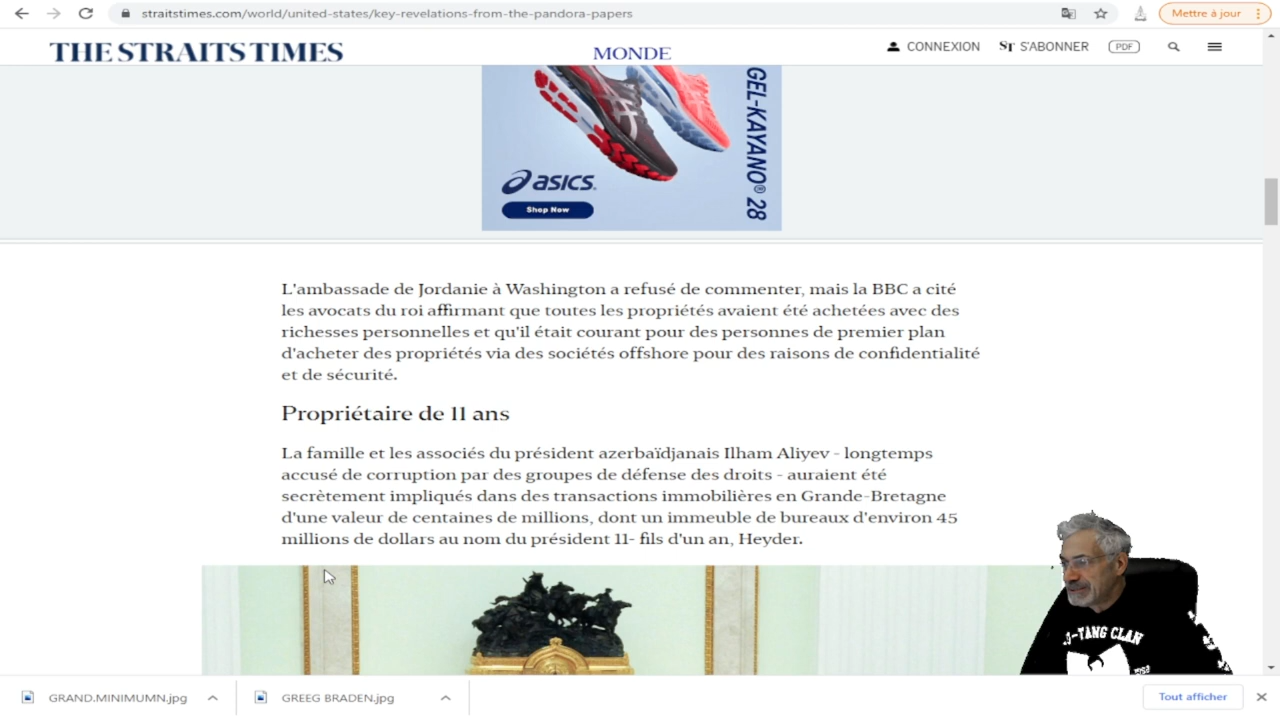 straitstimes.com/world/united-states/key-revelations-from-the-pandora-papers
Mettre à jour
THE STRAITS TIMES
MONDE
CONNEXION
ST S'ABONNER
PDF
GEL-KAYANO® 28
asics
Shop Now
L'ambassade de Jordanie à Washington a refusé de commenter, mais la BBC a cité
les avocats du roi affirmant que toutes les propriétés avaient été achetées avec des
richesses personnelles et qu'il était courant pour des personnes de premier plan
d'acheter des propriétés via des sociétés offshore pour des raisons de confidentialité
et de sécurité.
Propriétaire de 11 ans
La famille et les associés du président azerbaïdjanais Ilham Aliyev - longtemps
accusé de corruption par des groupes de défense des droits - auraient été
secrètement impliqués dans des transactions immobilières en Grande-Bretagne
d'une valeur de centaines de millions, dont un immeuble de bureaux d'environ 45
millions de dollars au nom du président 11- fils d'un an, Heyder.
TANG CLAN
GRAND.MINIMUMN.jpg
GREEG BRADEN.jpg
Tout afficher